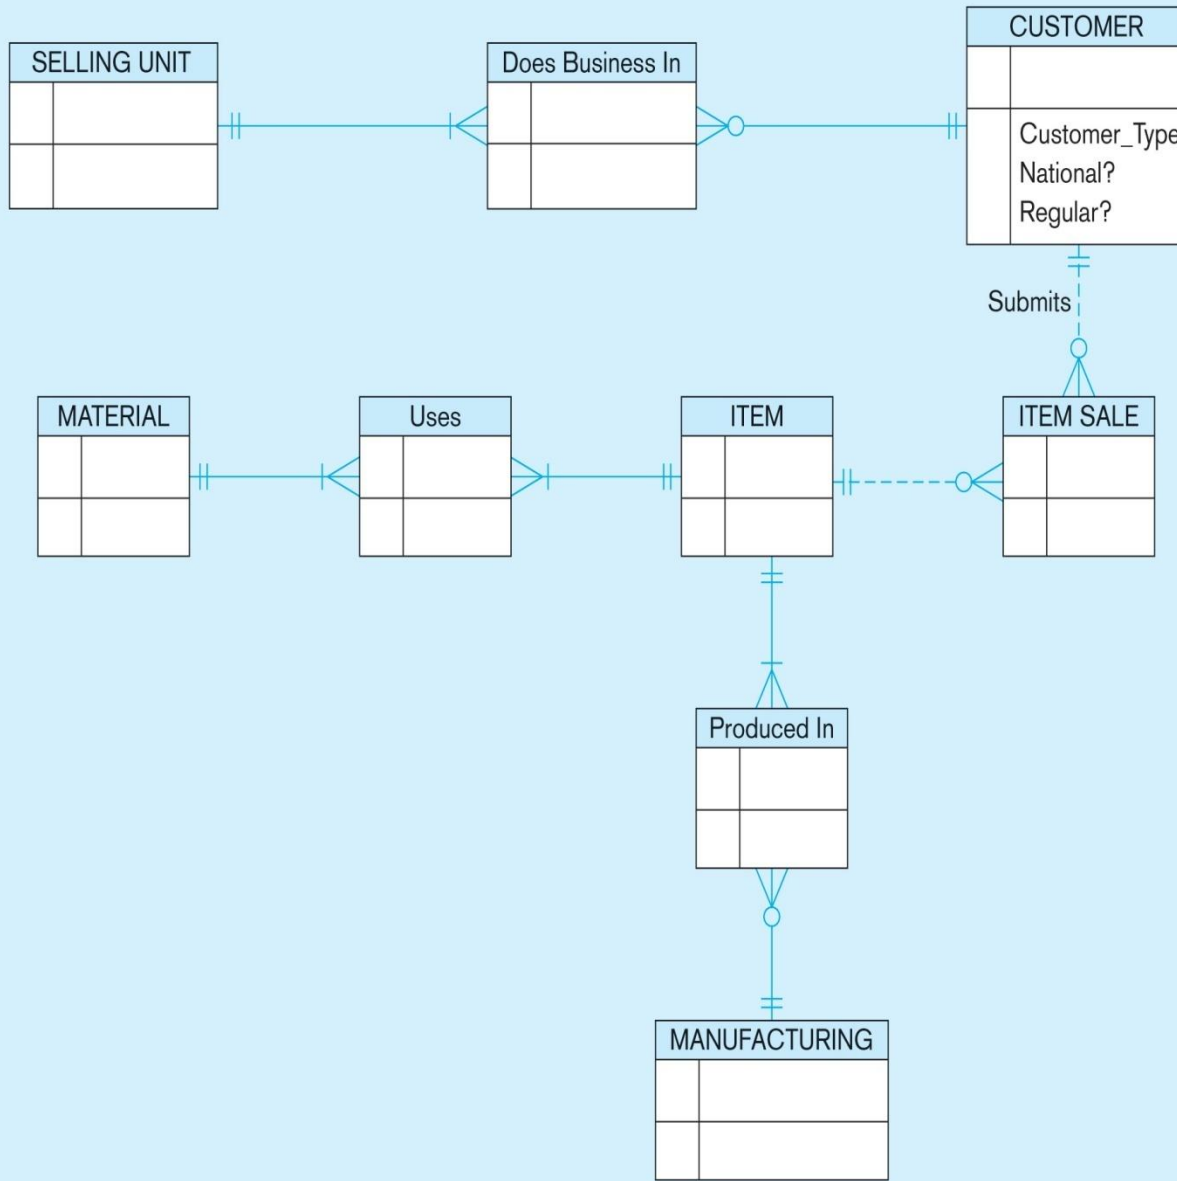 SELLING UNIT
Does Business In
CUSTOMER
Customer_Type
National?
Regular?
Submits
MATERIAL
Uses
ITEM
ITEM SALE
Produced In
MANUFACTURING